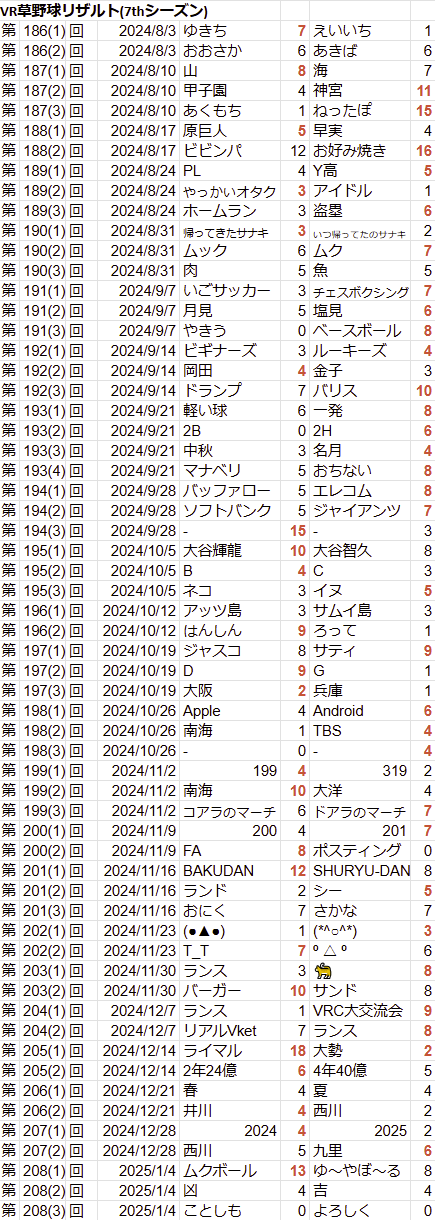 VR草野球リザルト(7thシーズン)
第 186(1) 回 2024/8/3 ゆきち 7 えいいち 1
第 186(2) 回 2024/8/3 おおさか 6 あきば 6
第 187(1) 回 2024/8/10 山 8 海 7
第 187(2) 回 2024/8/10 甲子園 4 神宮 11
第 187(3) 回 2024/8/10 あくもち 1 ねったぽ 15
第 188(1) 回 2024/8/17 原巨人 5 早実 4
第 188(2) 回 2024/8/17 ビビンパ 12 お好み焼き 16
第 189(1) 回 2024/8/24 PL 4 Y高 5
第 189(2) 回 2024/8/24 やっかいオタク 3 アイドル 1
第 189(3) 回 2024/8/24 ホームラン 3 盗塁 6
第 190(1) 回 2024/8/31 帰ってきたサナキ 3 いつ帰ってたのサナキ 2
第 190(2) 回 2024/8/31 ムック 6 ムク 7
第 190(3) 回 2024/8/31 肉 5 魚 5
第 191(1) 回 2024/9/7 いごサッカー 3 チェスボクシング 7
第 191(2) 回 2024/9/7 月見 5 塩見 6
第 191(3) 回 2024/9/7 やきう 0 ベースボール 8
第 192(1) 回 2024/9/14 ビギナーズ 3 ルーキーズ 4
第 192(2) 回 2024/9/14 岡田 4 金子 3
第 192(3) 回 2024/9/14 ドランプ 7 バリス 10
第 193(1) 回 2024/9/21 軽い球 6 一発 8
第 193(2) 回 2024/9/21 2B 0 2H 6
第 193(3) 回 2024/9/21 中秋 3 名月 4
第 193(4) 回 2024/9/21 マナベリ 5 おちない 8
第 194(1) 回 2024/9/28 バッファロー 5 エレコム 8
第 194(2) 回 2024/9/28 ソフトバンク 5 ジャイアンツ 7
第 194(3) 回 2024/9/28 - 15 - 3
第 195(1) 回 2024/10/5 大谷輝龍 10 大谷智久 8
第 195(2) 回 2024/10/5 B 4 C 3
第 195(3) 回 2024/10/5 ネコ 3 イヌ 5
第 196(1) 回 2024/10/12 アッツ島 3 サムイ島 3
第 196(2) 回 2024/10/12 はんしん 9 ろって 1
第 197(1) 回 2024/10/19 ジャスコ 8 サティ 9
第 197(2) 回 2024/10/19 D 9 G 1
第 197(3) 回 2024/10/19 大阪 2 兵庫 1
第 198(1) 回 2024/10/26 Apple 4 Android 6
第 198(2) 回 2024/10/26 南海 1 TBS 4
第 198(3) 回 2024/10/26 - 0 - 4
第 199(1) 回 2024/11/2 199 4 319 2
第 199(2) 回 2024/11/2 南海 10 大洋 4
第 199(3) 回 2024/11/2 コアラのマーチ 6 ドアラのマーチ 7
第 200(1) 回 2024/11/9 200 4 201 7
第 200(2) 回 2024/11/9 FA 8 ポスティング 0
第 201(1) 回 2024/11/16 BAKUDAN 12 SHURYU-DAN 8
第 201(2) 回 2024/11/16 ランド 2 シー 5
第 201(3) 回 2024/11/16 おにく 7 さかな 7
第 202(1) 回 2024/11/23 (●▲●) 1 (*^○^*) 3
第 202(2) 回 2024/11/23 T_T 7 º △ º 6
第 203(1) 回 2024/11/30 ランス 3 🐆 8
第 203(2) 回 2024/11/30 バーガー 10 サンド 8
第 204(1) 回 2024/12/7 ランス 1 VRC大交流会 9
第 204(2) 回 2024/12/7 リアルVket 7 ランス 8
第 205(1) 回 2024/12/14 ライマル 18 大勢 2
第 205(2) 回 2024/12/14 2年24億 6 4年40億 5
第 206(1) 回 2024/12/21 春 4 夏 4
第 206(2) 回 2024/12/21 井川 4 西川 2
第 207(1) 回 2024/12/28 2024 4 2025 2
第 207(2) 回 2024/12/28 西川 5 九里 6
第 208(1) 回 2025/1/4 ムクボール 13 ゆ〜やぼ〜る 8
第 208(2) 回 2025/1/4 凶 4 吉 4
第 208(3) 回 2025/1/4 ことしも 0 よろしく 0